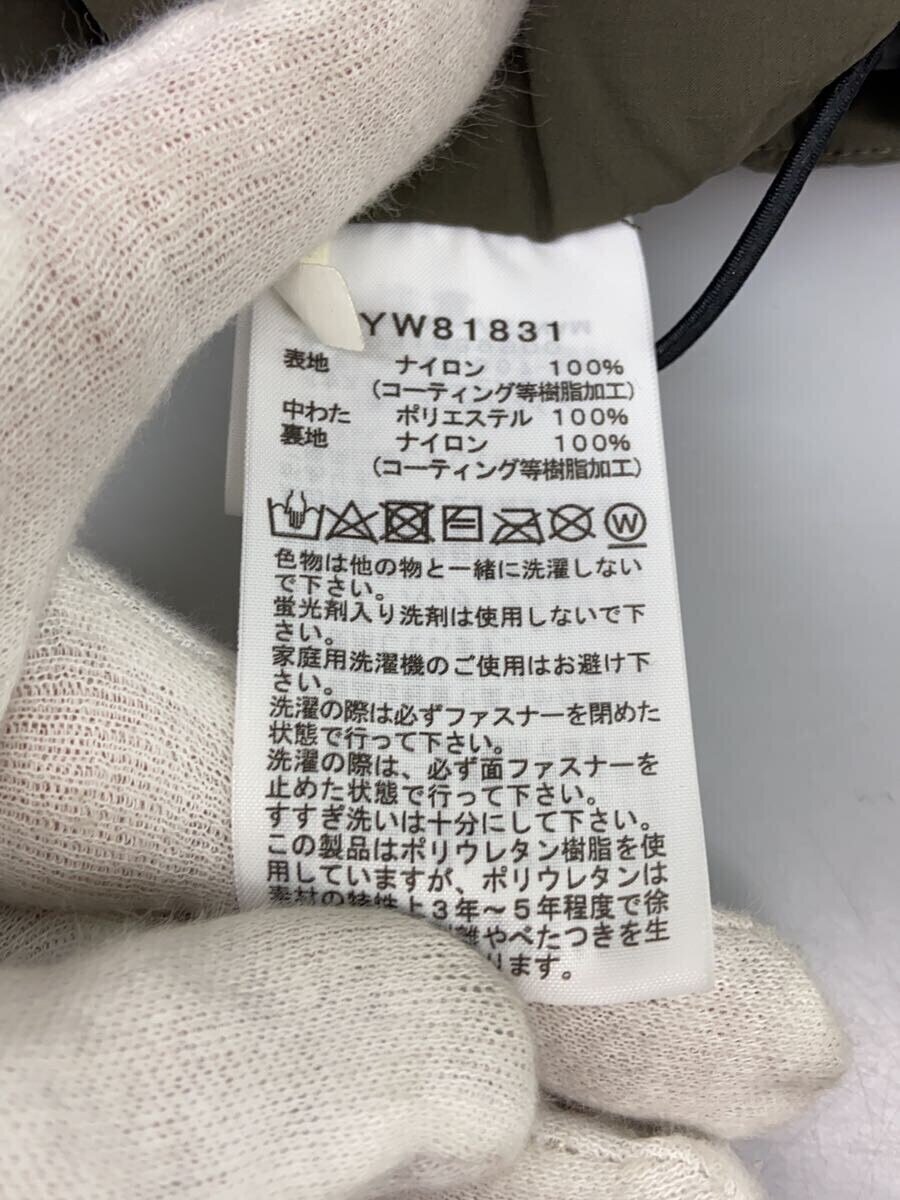 YW81831
表地 ナイロン 100%
(コーティング等樹脂加工)
中わた ポリエステル 100%
裏地 ナイロン 100%
(コーティング等樹脂加工)
W
色物は他の物と一緒に洗濯しない
で下さい。
蛍光剤入り洗剤は使用しないで下
さい。
家庭用洗濯機のご使用はお避け下
さい。
洗濯の際は必ずファスナーを閉めた
状態で行って下さい。
洗濯の際は、必ず面ファスナーを
止めた状態で行って下さい。
すすぎ洗いは十分にして下さい。
この製品はポリウレタン樹脂を使
用していますが、ポリウレタンは
素材の特性上3年~5年程度で徐
離やべたつきを生
ります。